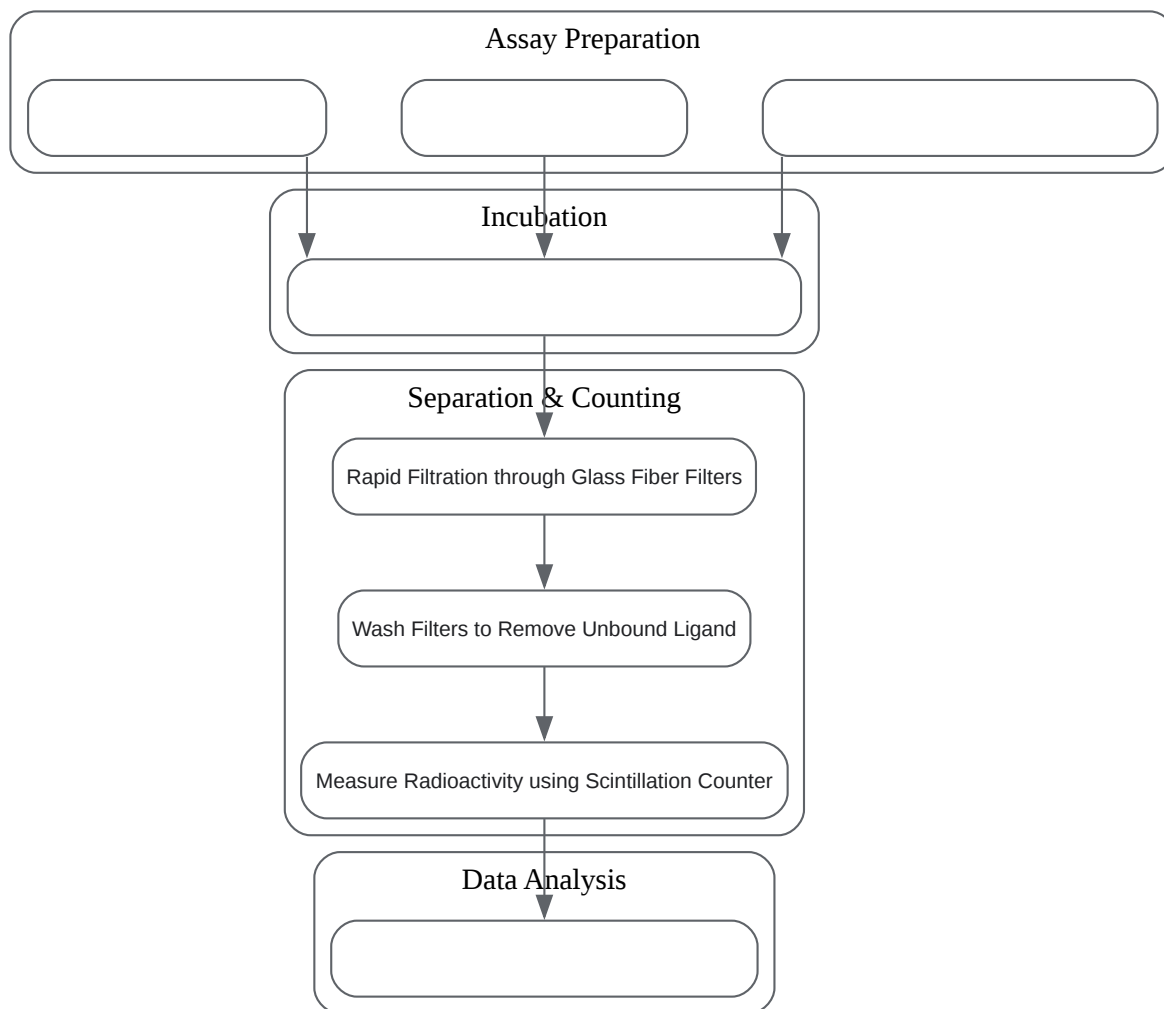 Assay Preparation
Incubation
Separation & Counting
Rapid Filtration through Glass Fiber Filters
Wash Filters to Remove Unbound Ligand
Measure Radioactivity using Scintillation Counter
Data Analysis